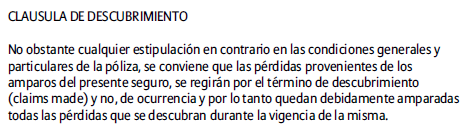 CLAUSULA DE DESCUBRIMIENTO
No obstante cualquier estipulación en contrario en las condiciones generales y
particulares de la póliza, se conviene que las pérdidas provenientes de los
amparos del presente seguro, se regirán por el término de descubrimiento
(claims made) y no, de ocurrencia y por lo tanto quedan debidamente amparadas
todas las pérdidas que se descubran durante la vigencia de la misma.